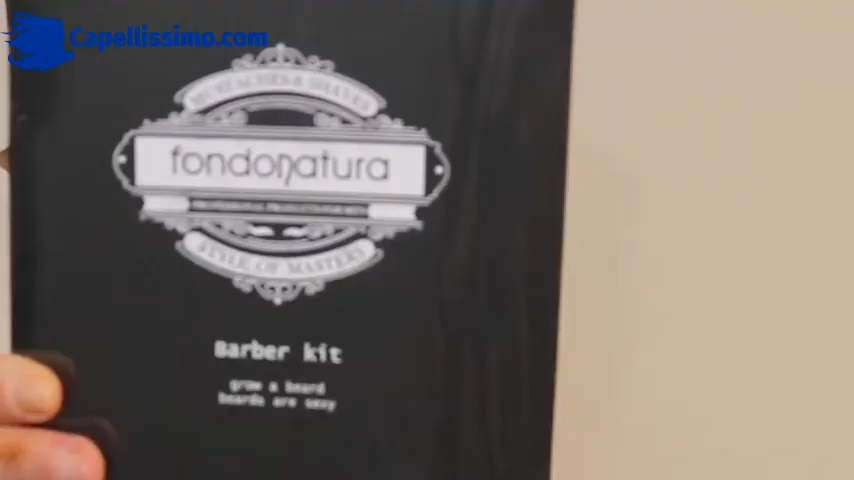 Capellissimo.com
MUSTACHES & SHAVES
fondonatura
STYLE OF MASTERS
Barber kit
grow a beard
beards are sexy